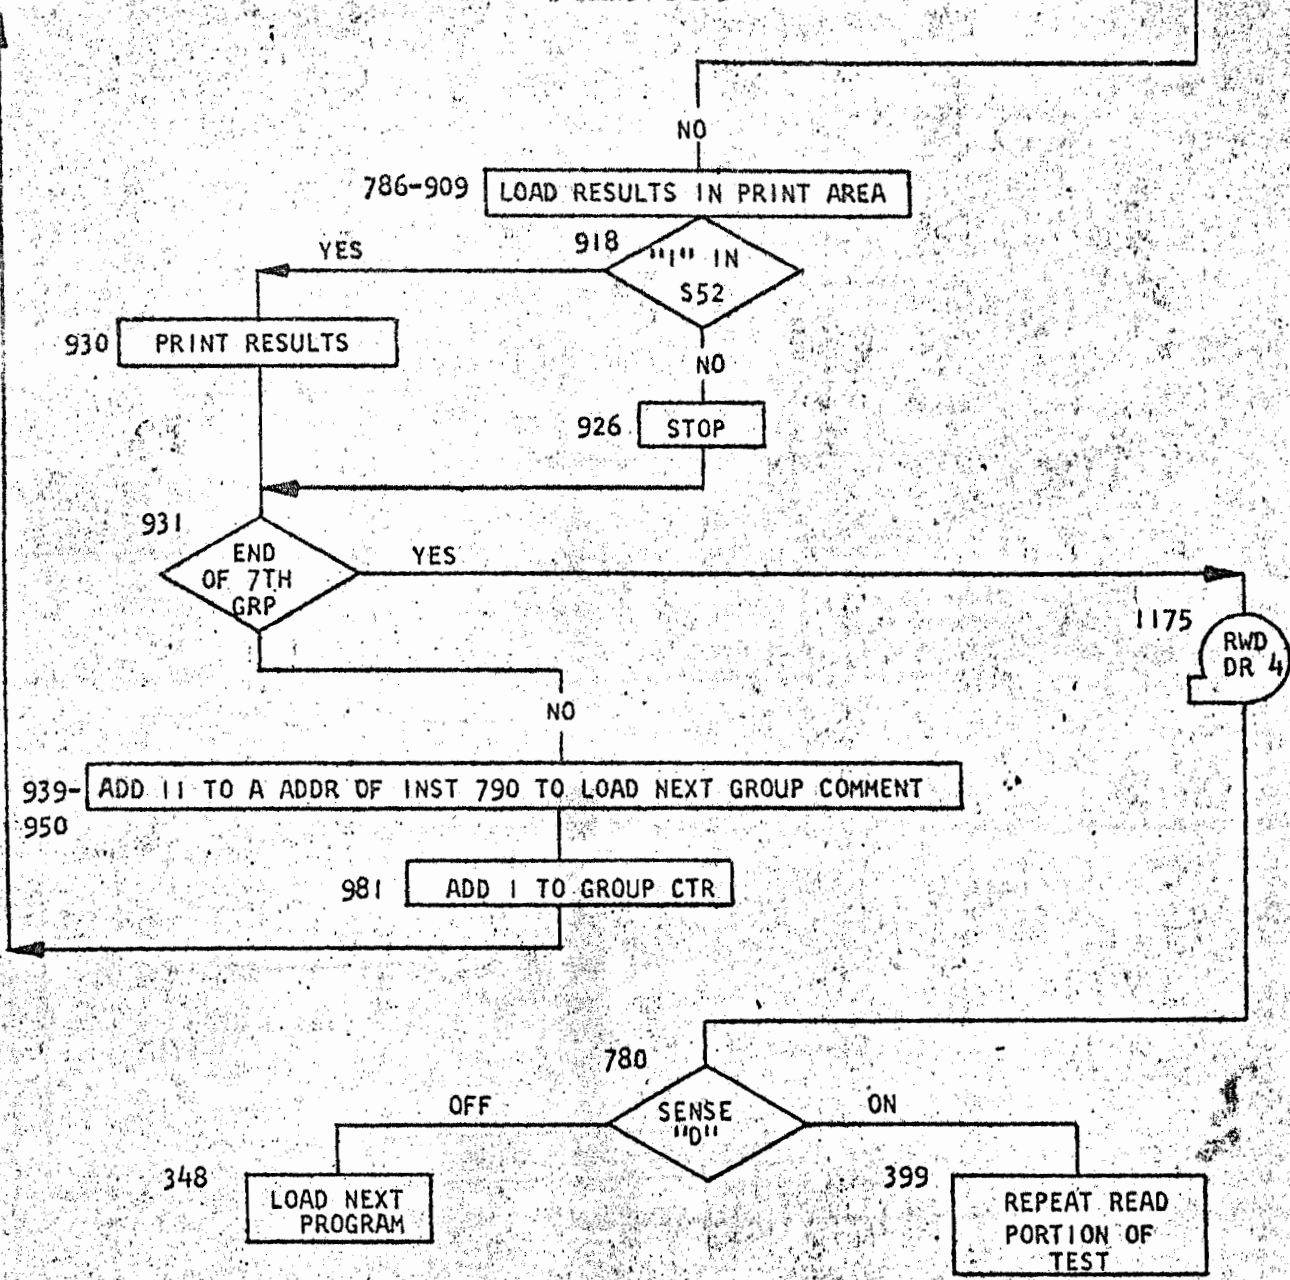 NO
786-909 LOAD RESULTS IN PRINT AREA
YES
918
"1" IN
S52
930 PRINT RESULTS
NO
926 STOP
931
END
OF 7TH
GRP
YES
1175
RWD
DR 4
NO
939-
950
ADD 11 TO A ADDR OF INST 790 TO LOAD NEXT GROUP COMMENT
981 ADD 1 TO GROUP CTR
780
SENSE
"D"
OFF
ON
348
LOAD NEXT
PROGRAM
399
REPEAT READ
PORTION OF
TEST